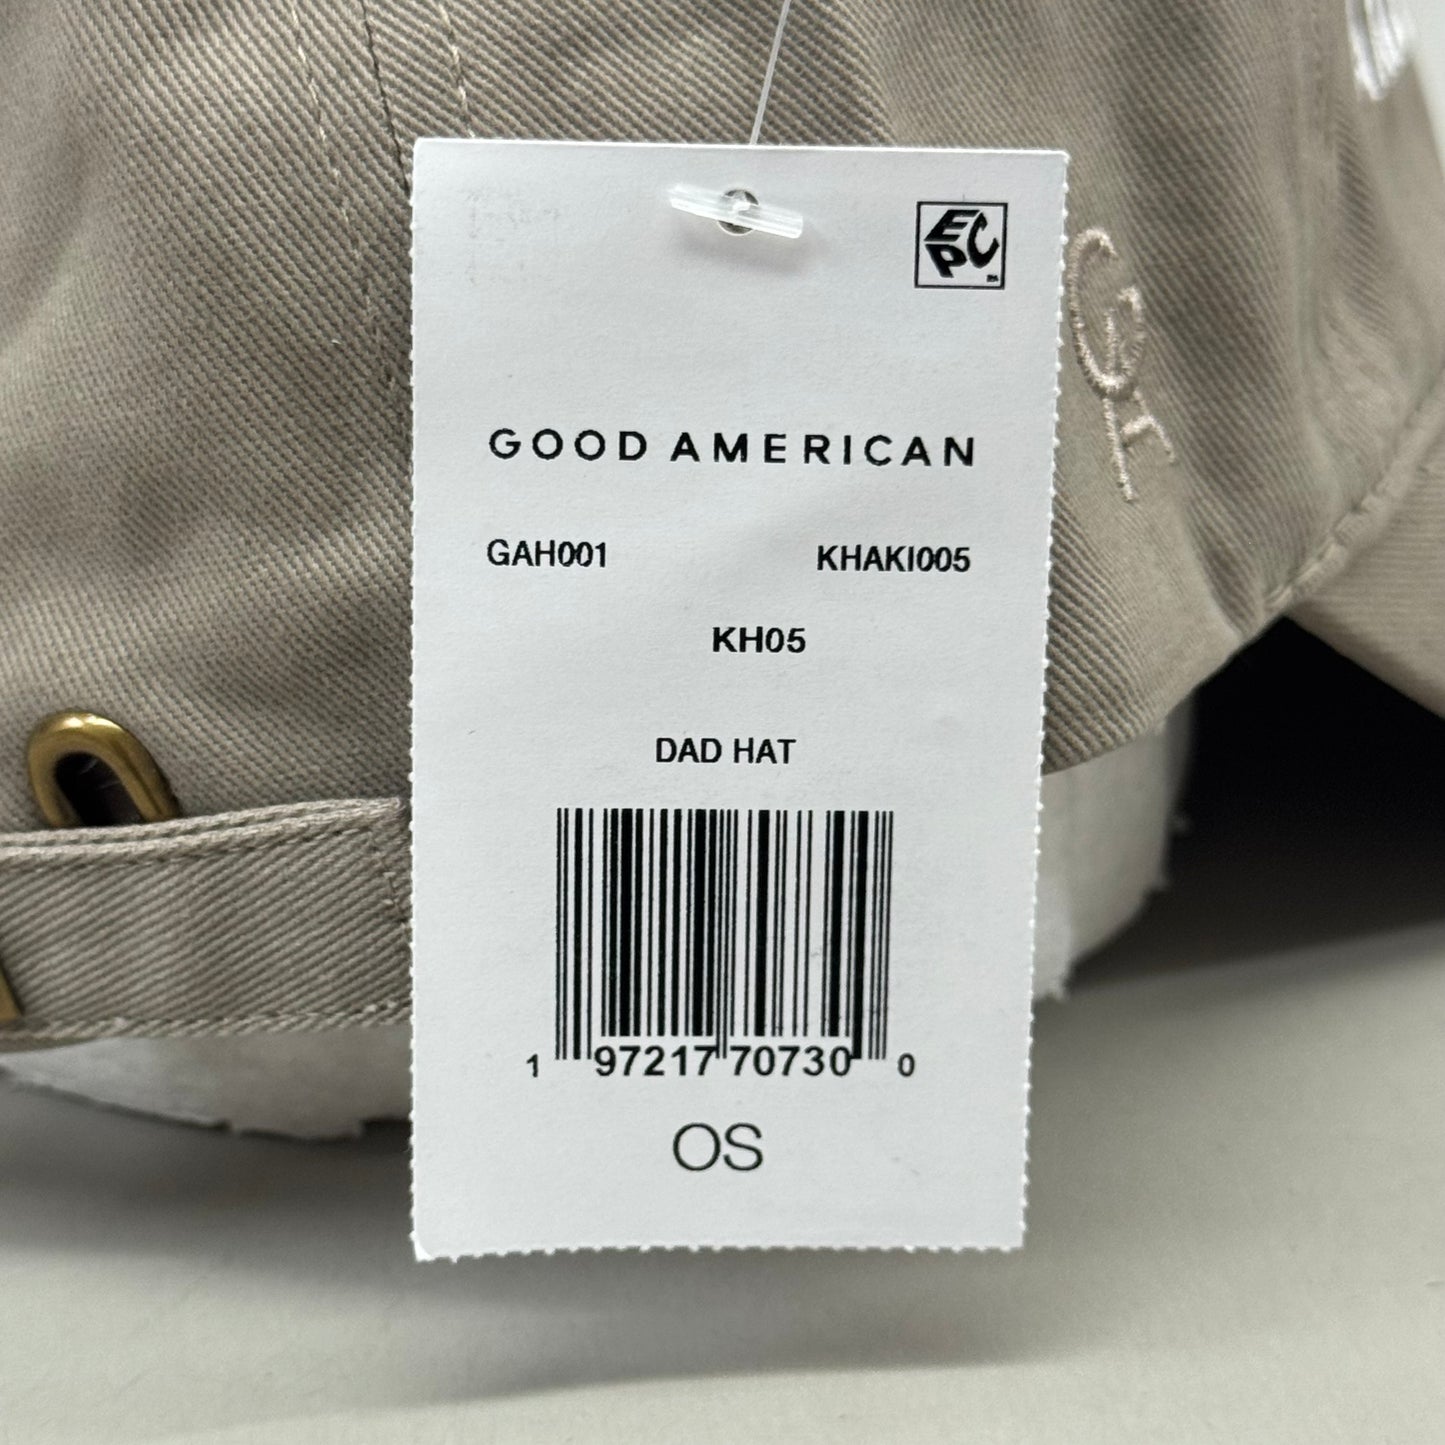 EPC
GOOD AMERICAN
GAH001 KHAKI005
KH05
DAD HAT
1 97217 70730 0
OS